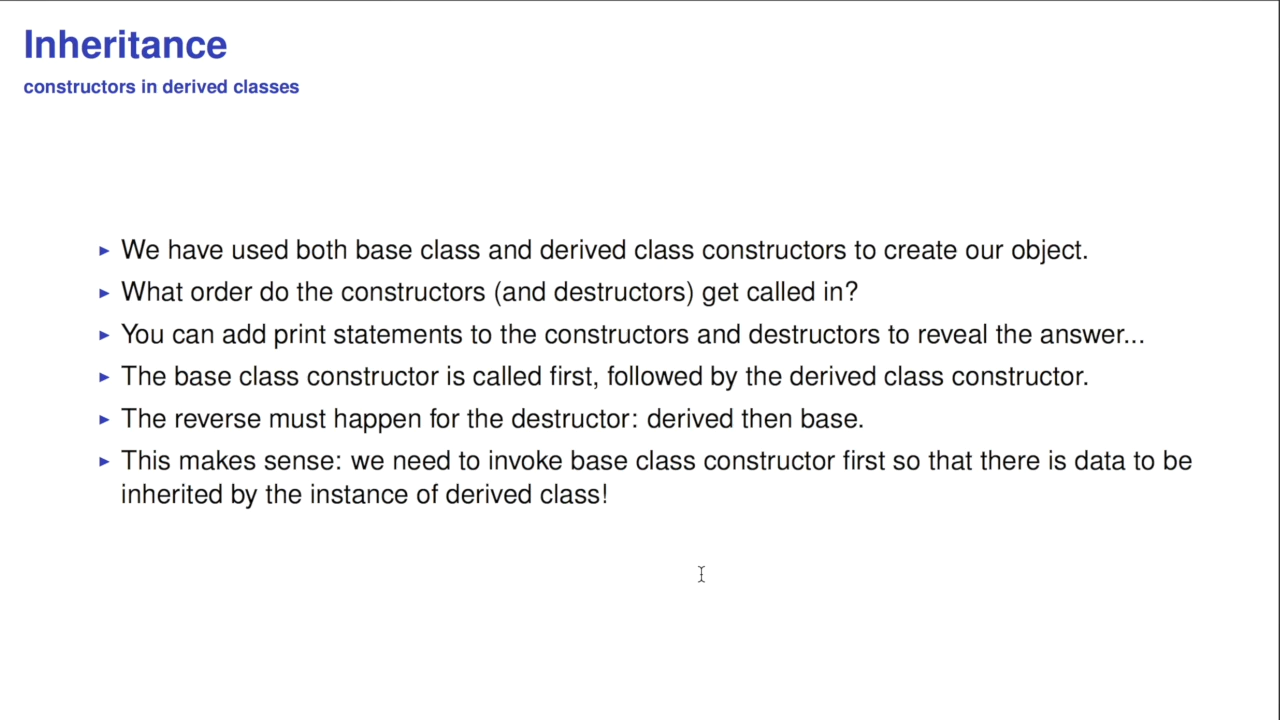 Inheritance
constructors in derived classes
▶ We have used both base class and derived class constructors to create our object.
▶ What order do the constructors (and destructors) get called in?
▶ You can add print statements to the constructors and destructors to reveal the answer...
▶ The base class constructor is called first, followed by the derived class constructor.
▶ The reverse must happen for the destructor: derived then base.
▶ This makes sense: we need to invoke base class constructor first so that there is data to be
inherited by the instance of derived class!